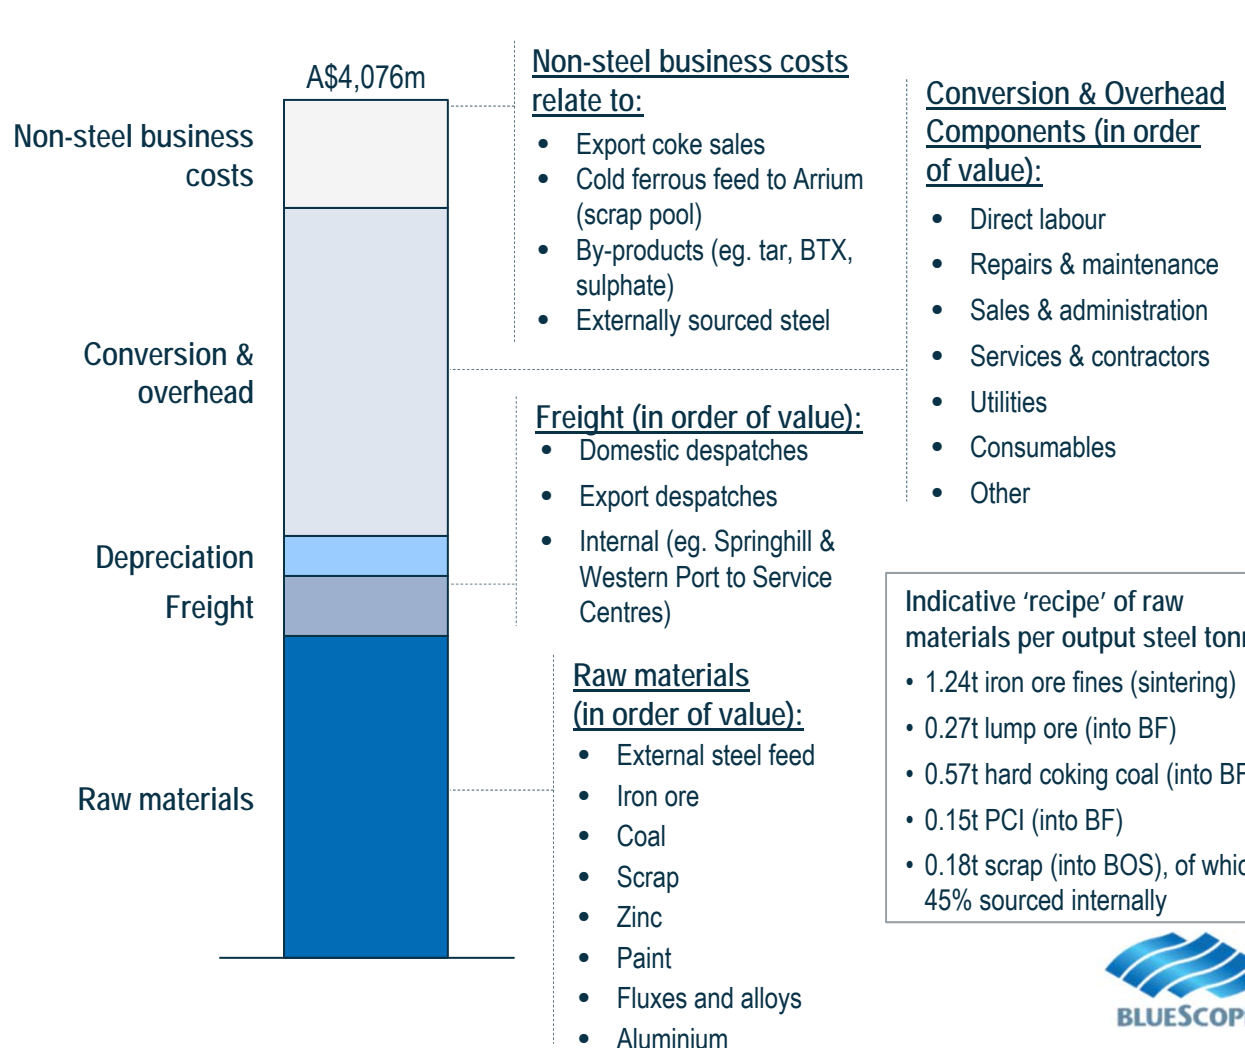 A$4,076m
Non-steel business
costs
Conversion &
overhead
Depreciation
Freight
Raw materials
Non-steel business costs
relate to:
• Export coke sales
• Cold ferrous feed to Arrium
(scrap pool)
• By-products (eg. tar, BTX,
sulphate)
• Externally sourced steel
Freight (in order of value):
• Domestic despatches
• Export despatches
• Internal (eg. Springhill &
Western Port to Service
Centres)
Raw materials
(in order of value):
• External steel feed
• Iron ore
• Coal
• Scrap
• Zinc
• Paint
• Fluxes and alloys
• Aluminium
Conversion & Overhead
Components (in order
of value):
• Direct labour
• Repairs & maintenance
• Sales & administration
• Services & contractors
• Utilities
• Consumables
• Other
Indicative ‘recipe’ of raw
materials per output steel
• 1.24t iron ore fines (sintering)
• 0.27t lump ore (into BF)
• 0.57t hard coking coal (into BF
• 0.15t PCI (into BF)
• 0.18t scrap (into BOS), of
45% sourced internally
BLUESCOP